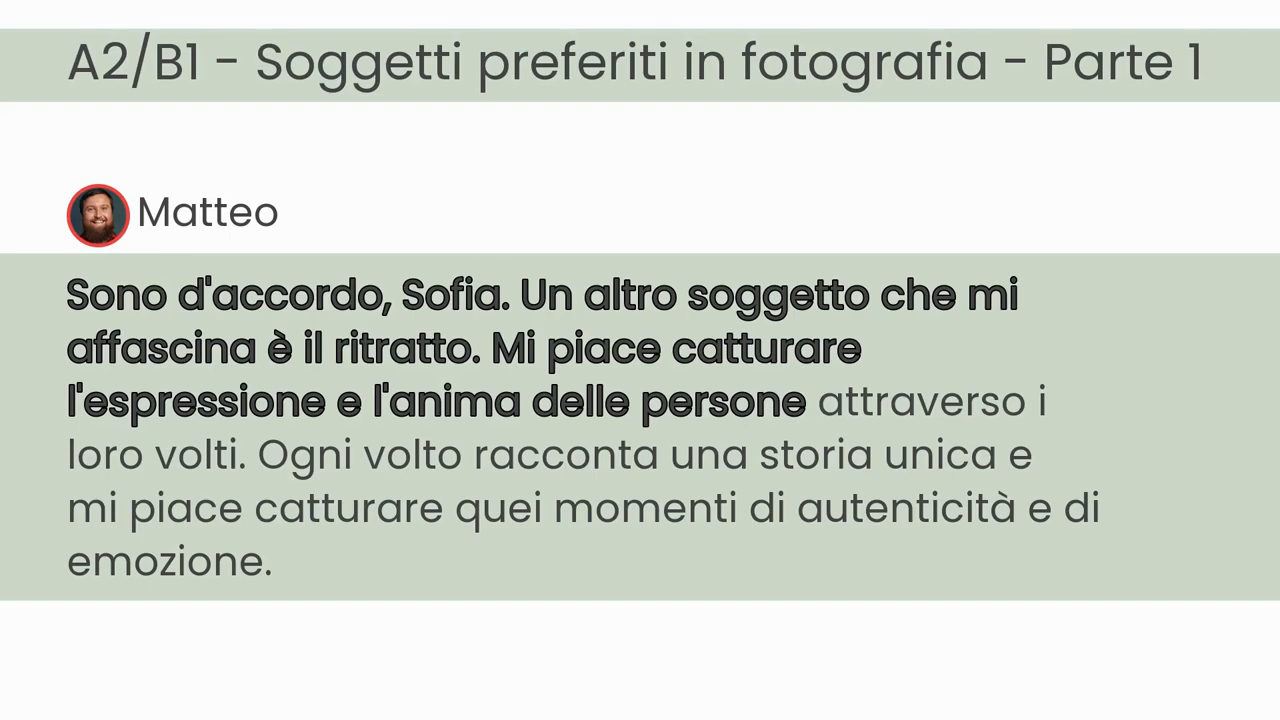 A2/B1 - Soggetti preferiti in fotografia - Parte 1
Matteo
Sono d'accordo, Sofia. Un altro soggetto che mi
affascina è il ritratto. Mi piace catturare
l'espressione e l'anima delle persone attraverso i
loro volti. Ogni volto racconta una storia unica e
mi piace catturare quei momenti di autenticità e di
emozione.